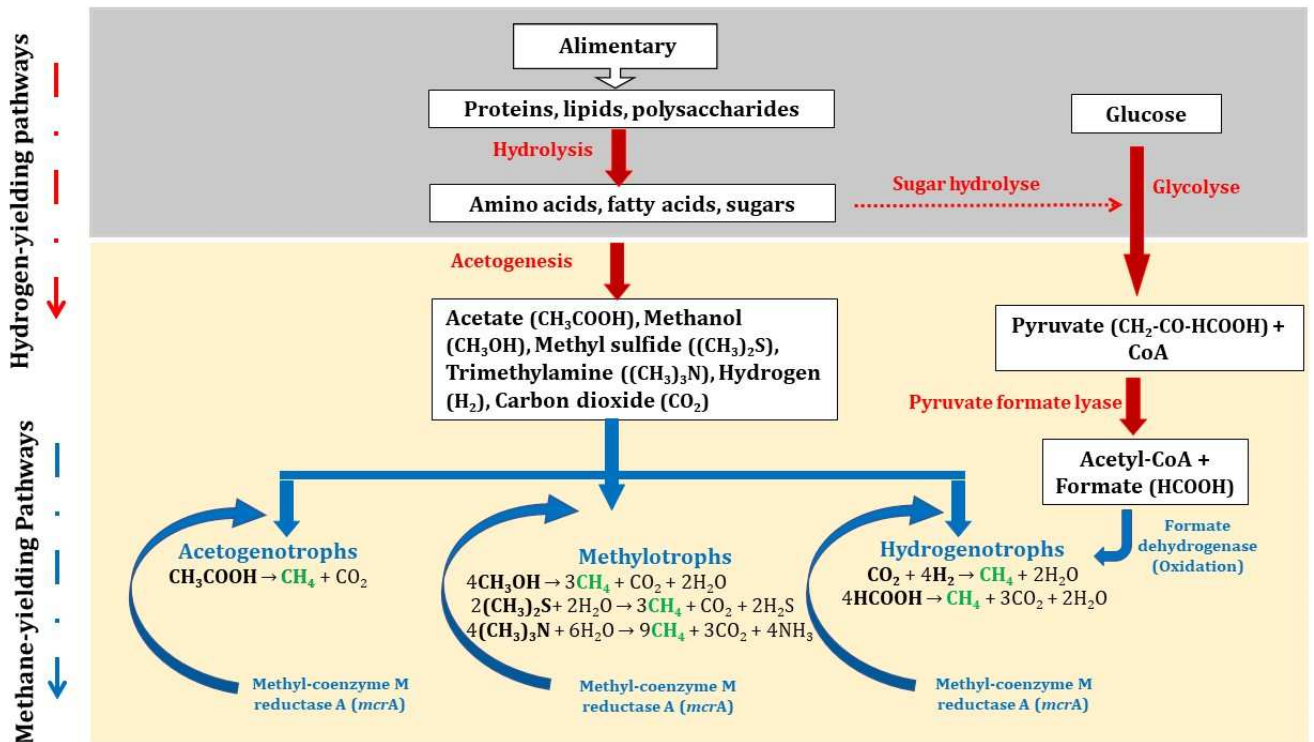 Hydrogen-yielding pathways
Methane-yielding Pathways
Alimentary
Proteins, lipids, polysaccharides
Hydrolysis
Amino acids, fatty acids, sugars
Sugar hydrolyse
Glucose
Glycolyse
Acetogenesis
Acetate (CH₃COOH), Methanol
(CH₃OH), Methyl sulfide ((CH₃)₂S),
Trimethylamine ((CH₃)₃N), Hydrogen
(H₂), Carbon dioxide (CO₂)
Pyruvate (CH₂-CO-HCOOH) +
CoA
Pyruvate formate lyase
Acetyl-CoA +
Formate (HCOOH)
Formate
dehydrogenase
(Oxidation)
Acetogenotrophs
CH₃COOH → CH₄ + CO₂
Methyl-coenzyme M
reductase A (mcrA)
Methylotrophs
4CH₃OH → 3CH₄ + CO₂ + 2H₂O
2(CH₃)₂S + 2H₂O → 3CH₄ + CO₂ + 2H₂S
4(CH₃)₃N + 6H₂O → 9CH₄ + 3CO₂ + 4NH₃
Methyl-coenzyme M
reductase A (mcrA)
Hydrogenotrophs
CO₂ + 4H₂ → CH₄ + 2H₂O
4HCOOH → CH₄ + 3CO₂ + 2H₂O
Methyl-coenzyme M
reductase A (mcrA)